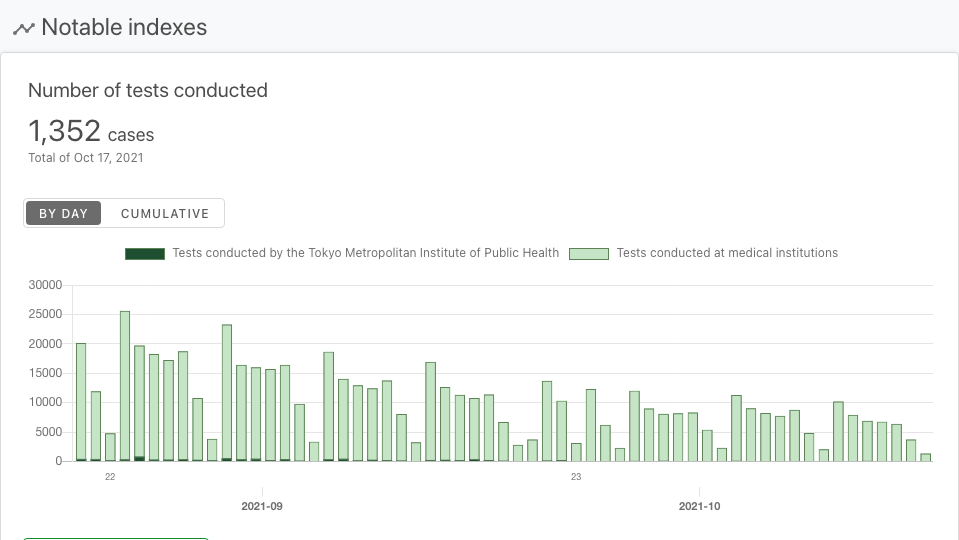 Notable indexes
Number of tests conducted
1,352 cases
Total of Oct 17, 2021
BY DAY CUMULATIVE
Tests conducted by the Tokyo Metropolitan Institute of Public Health Tests conducted at medical institutions
30000
25000
20000
15000
10000
5000
0
22 23
2021-09 2021-10